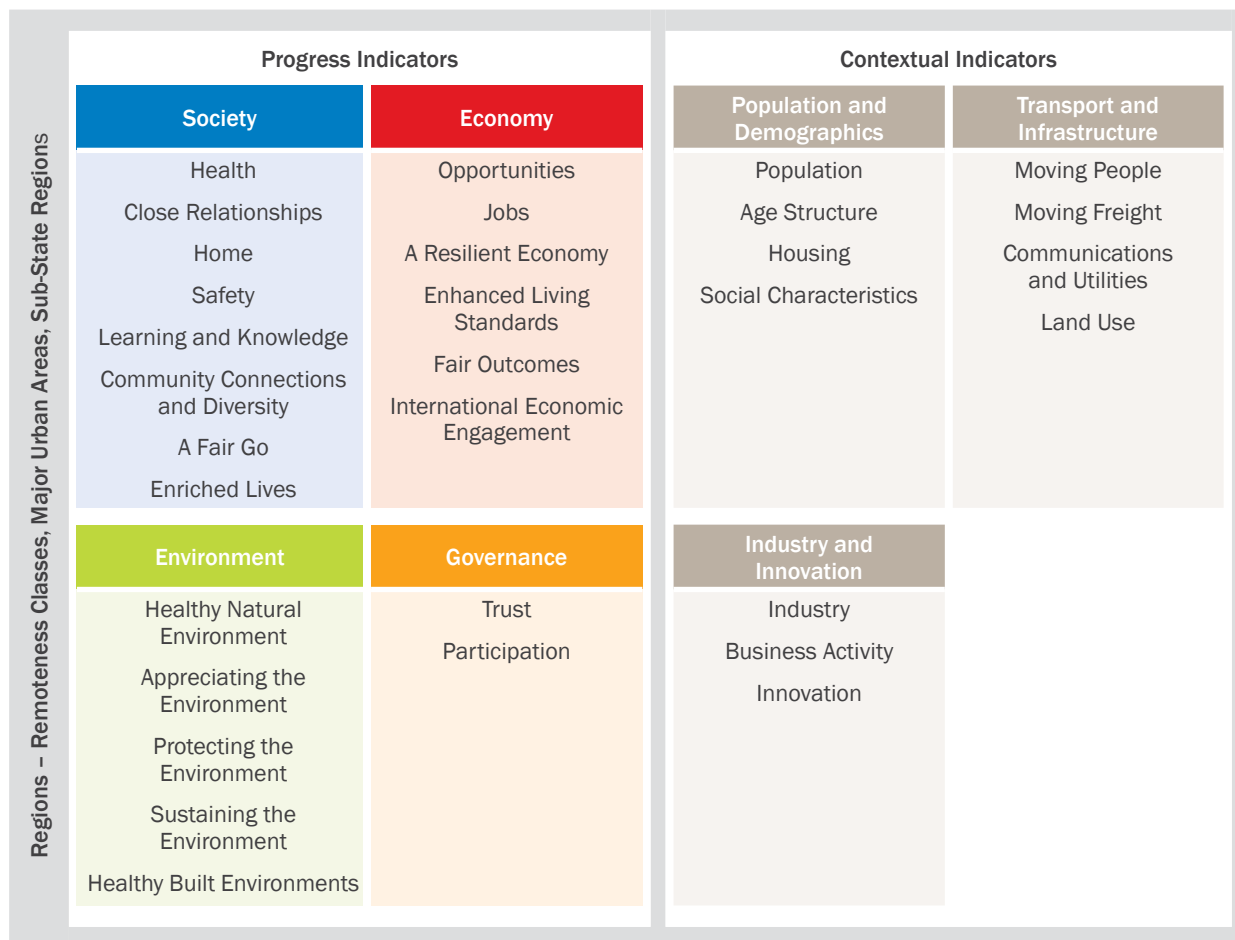 Regions – Remoteness Classes, Major Urban Areas, Sub-State Regions
Progress Indicators
Society
Health
Close Relationships
Home
Safety
Learning and Knowledge
Community Connections
and Diversity
A Fair Go
Enriched Lives
Economy
Opportunities
Jobs
A Resilient Economy
Enhanced Living
Standards
Fair Outcomes
International Economic
Engagement
Environment
Healthy Natural
Environment
Appreciating the
Environment
Protecting the
Environment
Sustaining the
Environment
Healthy Built Environments
Governance
Trust
Participation
Contextual Indicators
Population and
Demographics
Population
Age Structure
Housing
Social Characteristics
Transport and
Infrastructure
Moving People
Moving Freight
Communications
and Utilities
Land Use
Industry and
Innovation
Industry
Business Activity
Innovation